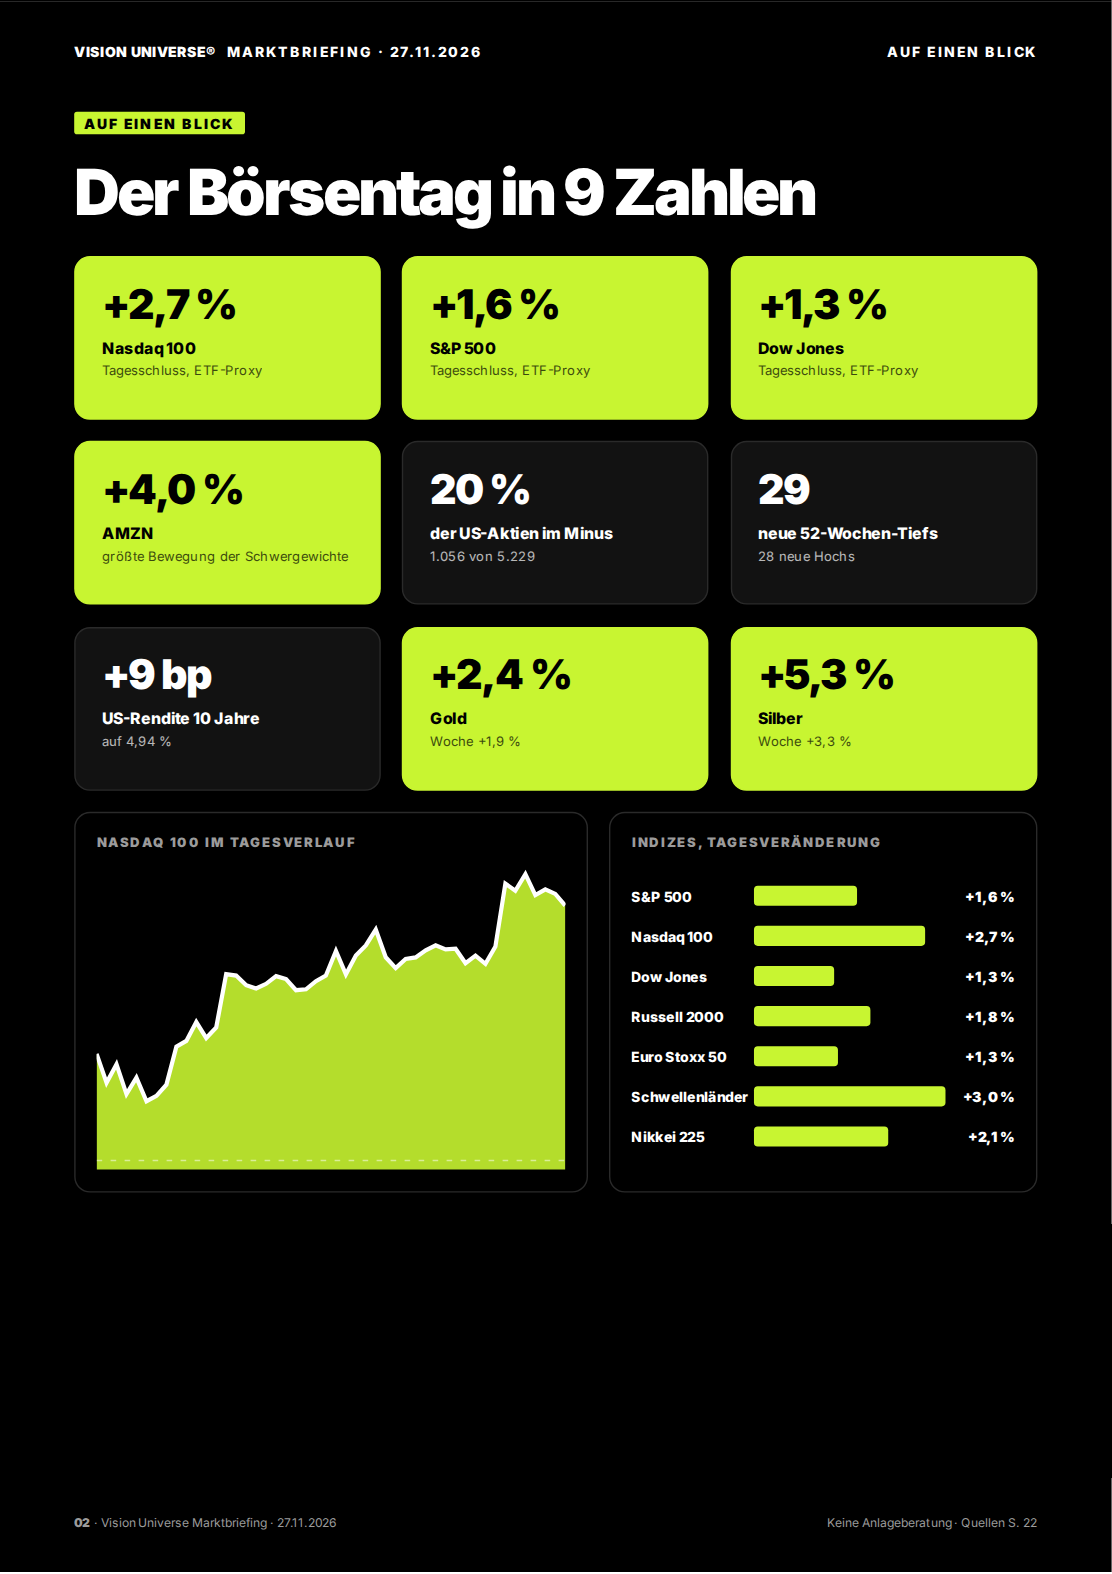 VISION UNIVERSE® MARKTBRIEFING · 27.11.2026
AUF EINEN BLICK
AUF EINEN BLICK
Der Börsentag in 9 Zahlen
+2,7 %
Nasdaq 100
Tagesschluss, ETF-Proxy
+1,6 %
S&P 500
Tagesschluss, ETF-Proxy
+1,3 %
Dow Jones
Tagesschluss, ETF-Proxy
+4,0 %
AMZN
größte Bewegung der Schwergewichte
20 %
der US-Aktien im Minus
1.056 von 5.229
29
neue 52-Wochen-Tiefs
28 neue Hochs
+9 bp
US-Rendite 10 Jahre
auf 4,94 %
+2,4 %
Gold
Woche +1,9 %
+5,3 %
Silber
Woche +3,3 %
NASDAQ 100 IM TAGESVERLAUF
INDIZES, TAGESVERÄNDERUNG
S&P 500 +1,6 %
Nasdaq 100 +2,7 %
Dow Jones +1,3 %
Russell 2000 +1,8 %
Euro Stoxx 50 +1,3 %
Schwellenländer +3,0 %
Nikkei 225 +2,1 %
02 · Vision Universe Marktbriefing · 27.11.2026
Keine Anlageberatung · Quellen S. 22